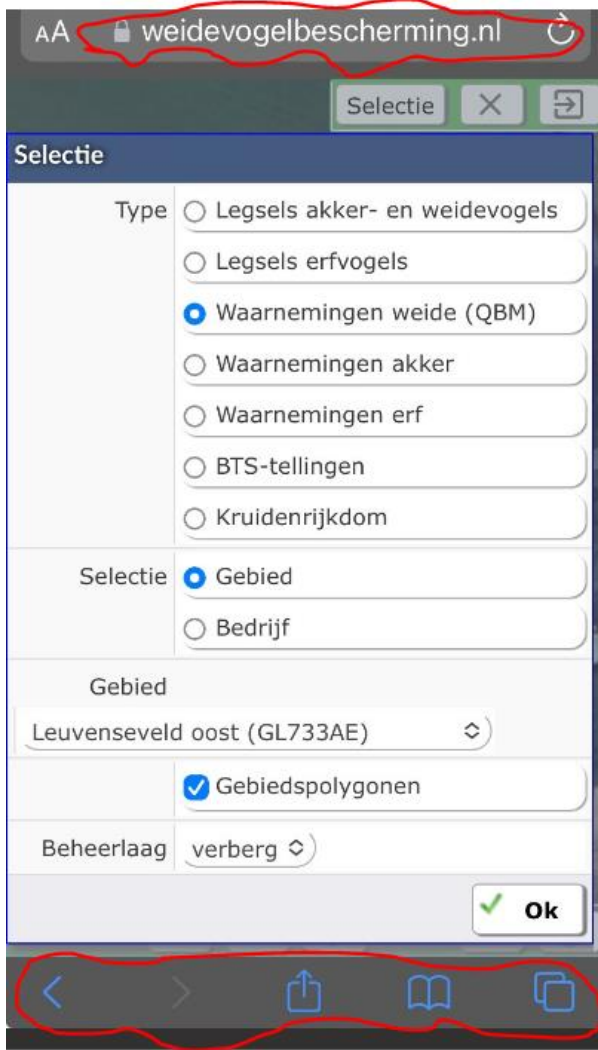 AA weidevogelbescherming.nl
Selectie
Selectie
Type Legsels akker- en weidevogels
Legsels erfvogels
Waarnemingen weide (QBM)
Waarnemingen akker
Waarnemingen erf
BTS-tellingen
Kruidenrijkdom
Selectie Gebied
Bedrijf
Gebied
Leuvenseveld oost (GL733AE)
Gebiedspolygonen
Beheerlaag verberg
Ok